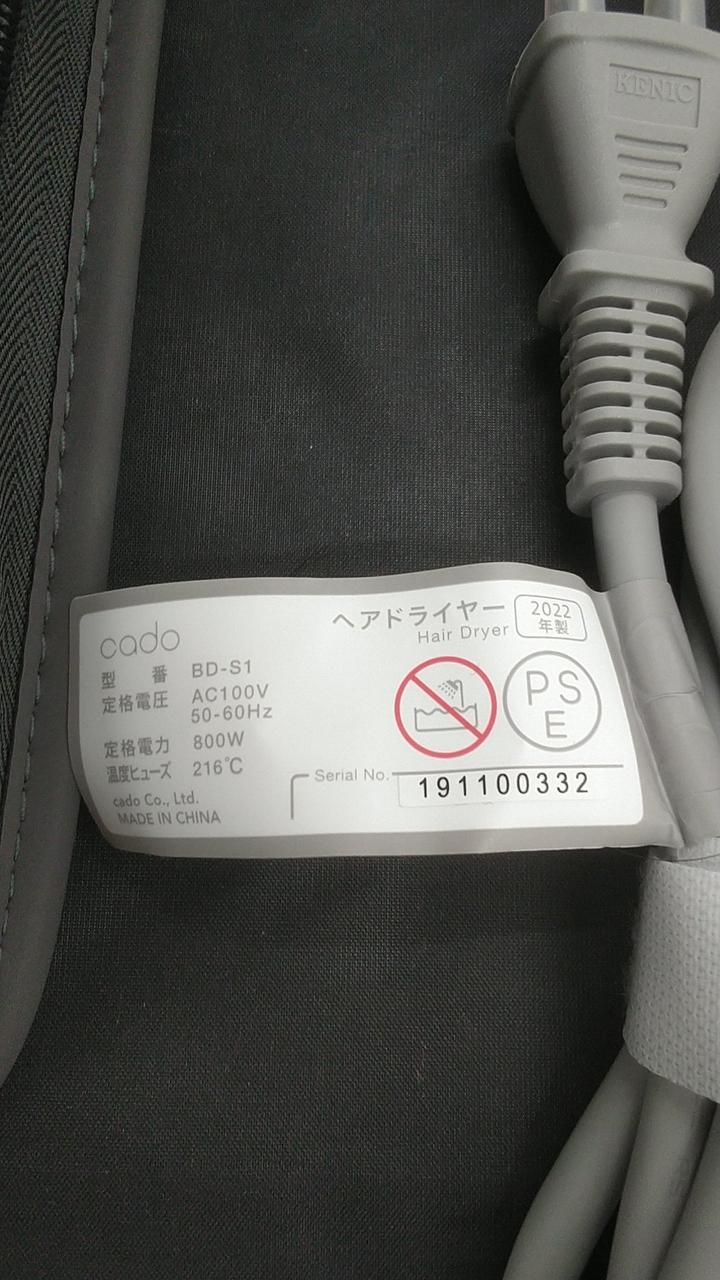 KENIC
cado
ヘアドライヤー
Hair Dryer
2022
年製
型 番 BD-S1
定格電圧 AC100V
50-60Hz
定格電力 800W
温度ヒューズ 216℃
PS
E
Serial No.
191100332
cado Co., Ltd.
MADE IN CHINA